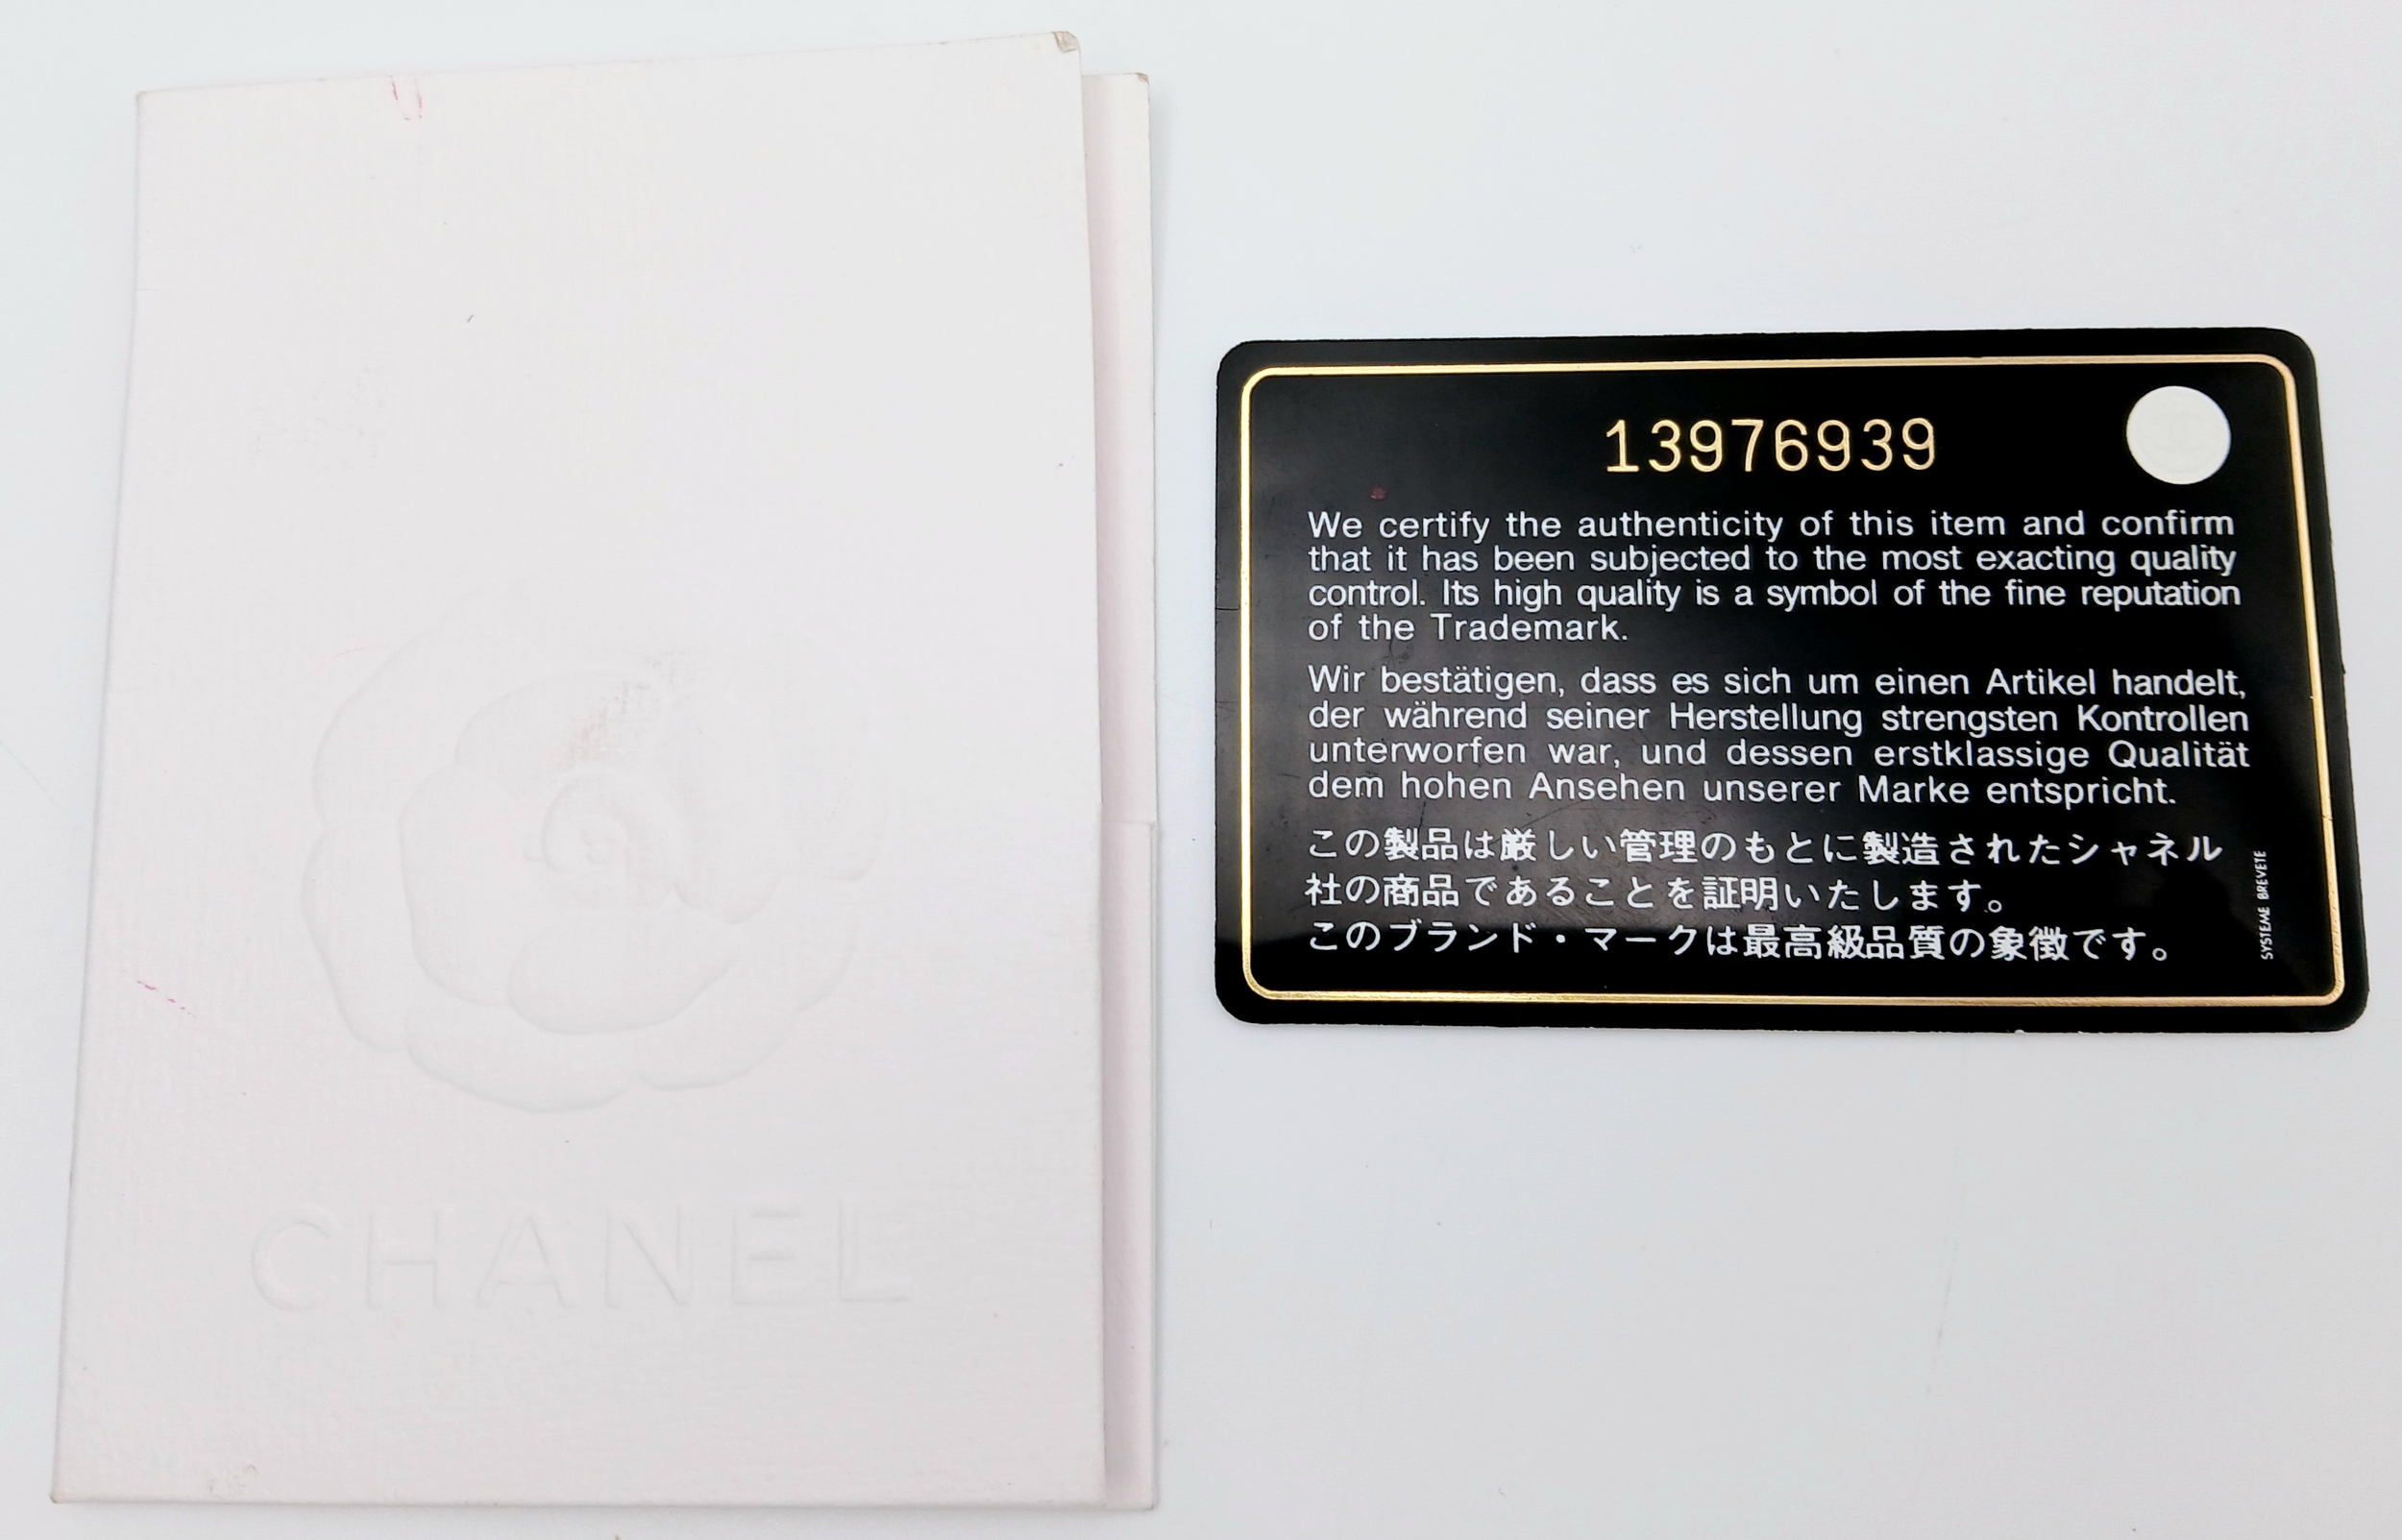 CHANEL
13976939
We certify the authenticity of this item and confirm
that it has been subjected to the most exacting quality
control. Its high quality is a symbol of the fine reputation
of the Trademark.
Wir bestätigen, dass es sich um einen Artikel handelt,
der während seiner Herstellung strengsten Kontrollen
unterworfen war, und dessen erstklassige Qualität
dem hohen Ansehen unserer Marke entspricht.
この製品は厳しい管理のもとに製造されたシャネル
社の商品であることを証明いたします。
このブランド・マークは最高級品質の象徴です。
SYSTEME BREVETE